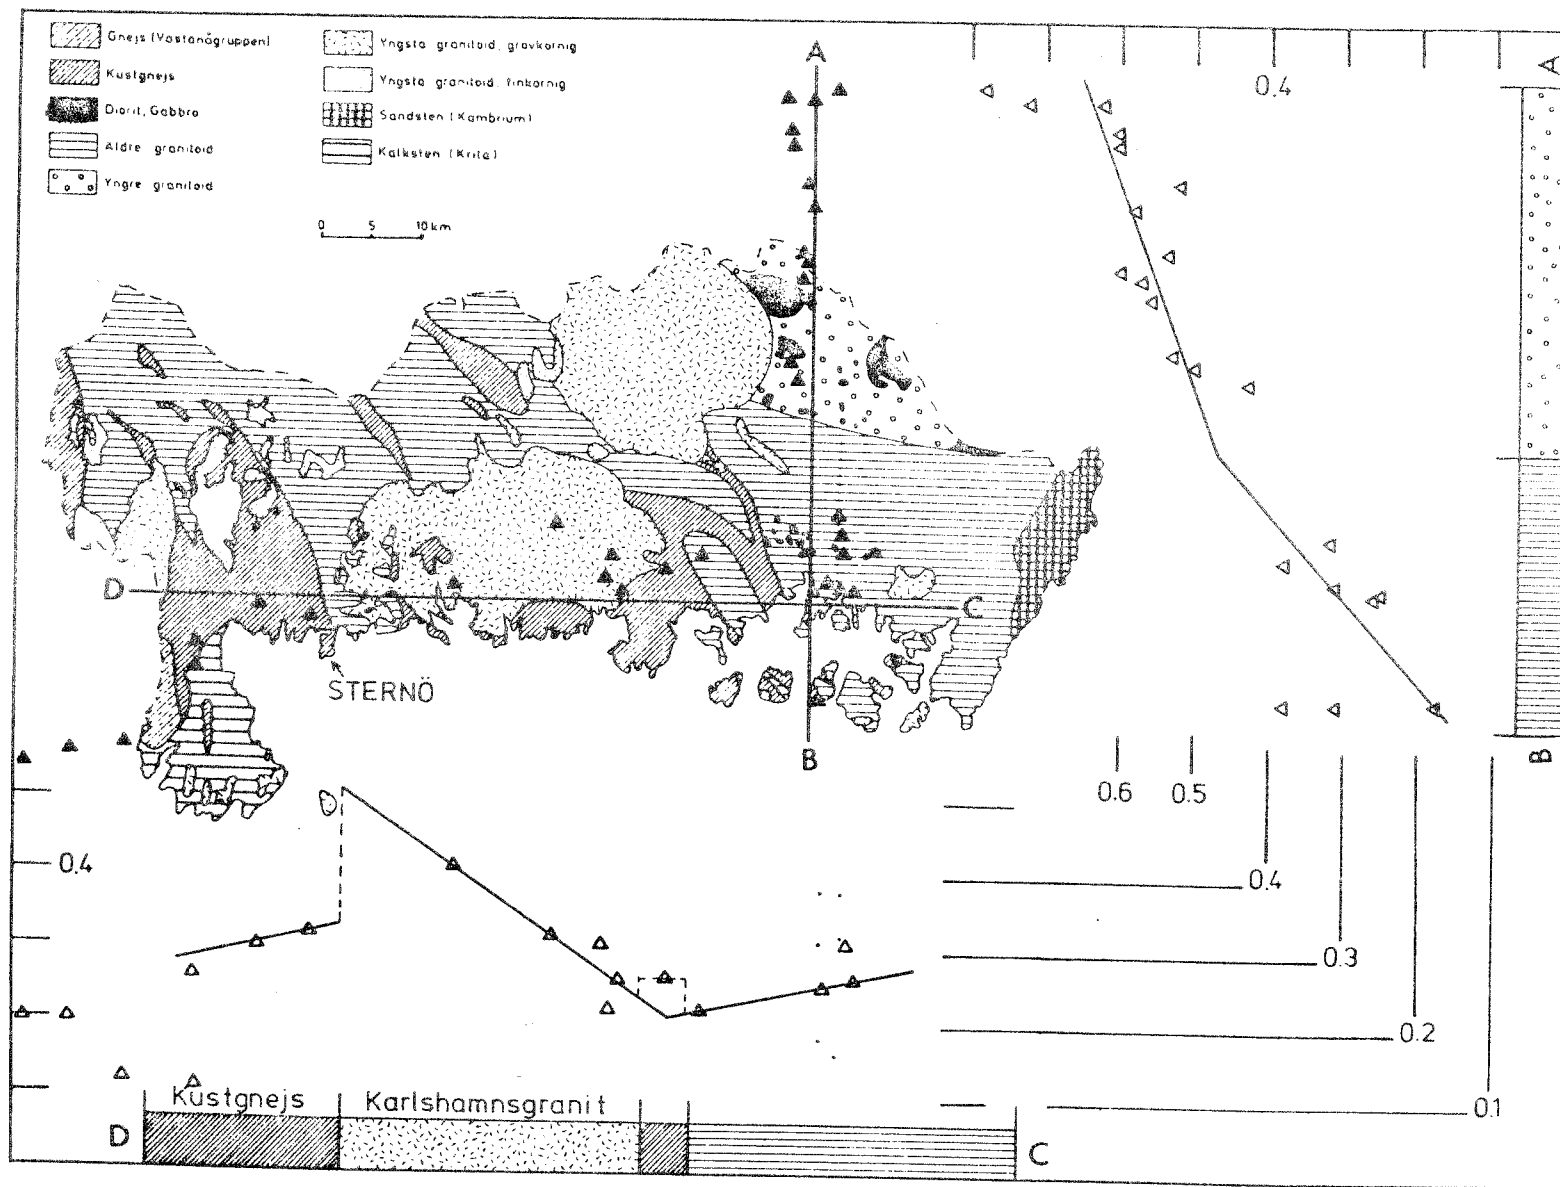 Gnejs (Västanågruppen)
Kustgnejs
Diorit, Gabbro
Äldre granitoid
Yngre granitoid
Yngsta granitoid, grovkornig
Yngsta granitoid, finkornig
Sandsten (Kambrium)
Kalksten (Krita)
0 5 10 km
A
0.4
A
D
C
STERNÖ
B
B
0.6 0.5
0.4
0.4
0.3
0.2
0.1
Kustgnejs Karlshamnsgranit
D
C